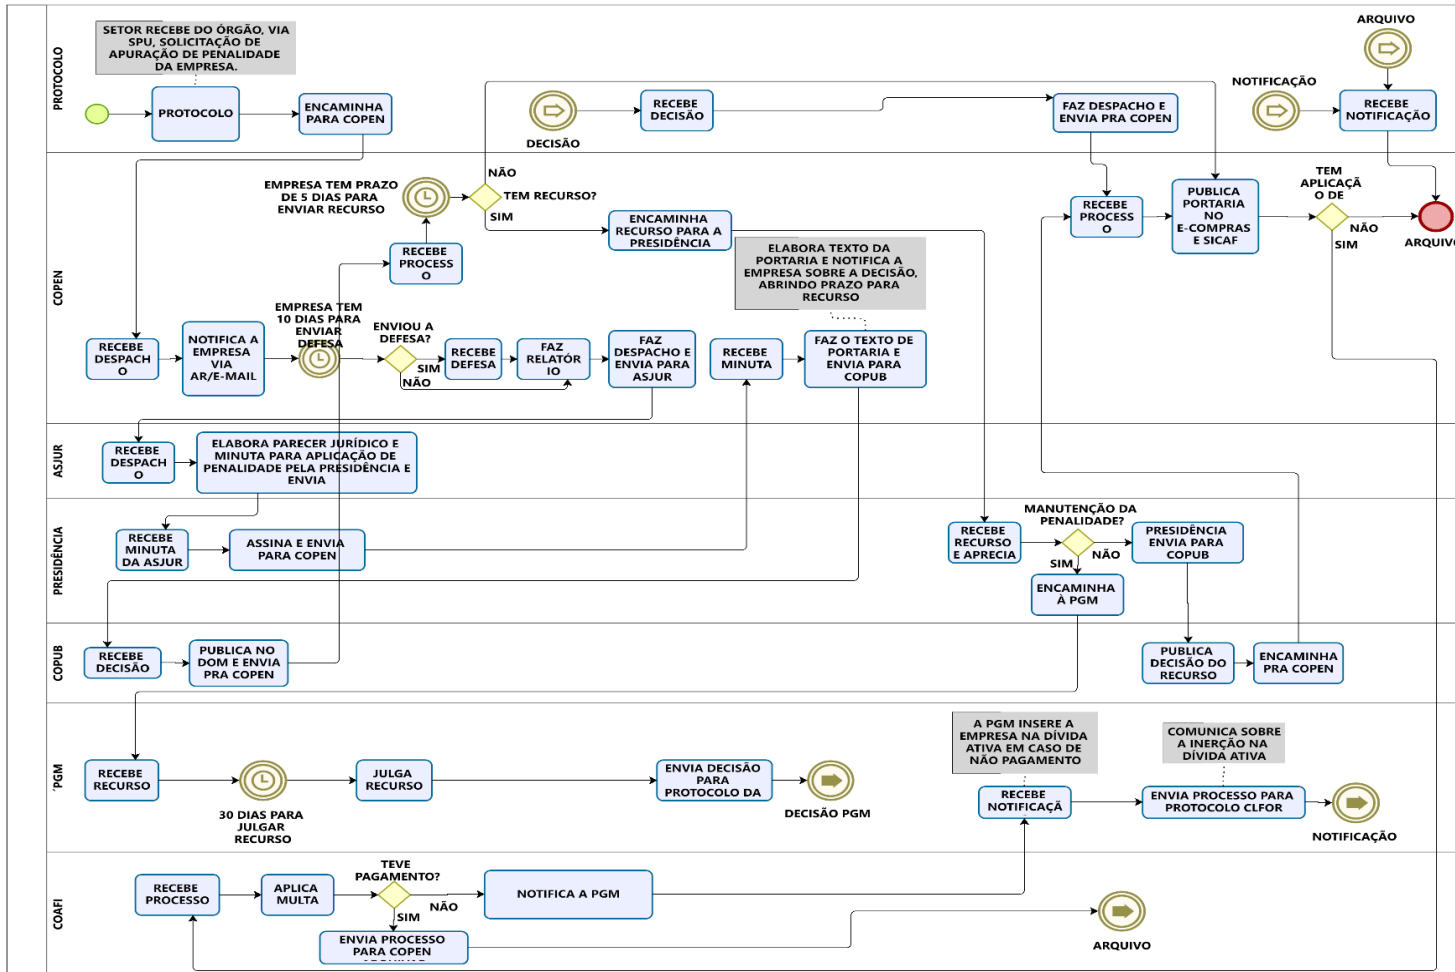 PROTOCOLO
SETOR RECEBE DO ÓRGÃO, VIA
SPU, SOLICITAÇÃO DE
APURAÇÃO DE PENALIDADE
DA EMPRESA.
PROTOCOLO
ENCAMINHA
PARA COPEN
DECISÃO
RECEBE
DECISÃO
FAZ DESPACHO E
ENVIA PRA COPEN
NOTIFICAÇÃO
ARQUIVO
RECEBE
NOTIFICAÇÃO
COPEN
EMPRESA TEM PRAZO
DE 5 DIAS PARA
ENVIAR RECURSO
NÃO
TEM RECURSO?
SIM
ENCAMINHA
RECURSO PARA A
PRESIDÊNCIA
RECEBE
PROCESS
O
ELABORA TEXTO DA
PORTARIA E NOTIFICA A
EMPRESA SOBRE A DECISÃO,
ABRINDO PRAZO PARA
RECURSO
RECEBE
PROCESS
O
PUBLICA
PORTARIA
NO
E-COMPRAS
E SICAF
TEM
APLICAÇÃ
O DE
NÃO
SIM
ARQUIVO
RECEBE
DESPACH
O
NOTIFICA A
EMPRESA
VIA
AR/E-MAIL
EMPRESA TEM
10 DIAS PARA
ENVIAR
DEFESA
ENVIOU A
DEFESA?
SIM
NÃO
RECEBE
DEFESA
FAZ
RELATÓR
IO
FAZ
DESPACHO E
ENVIA PARA
ASJUR
RECEBE
MINUTA
FAZ O TEXTO DE
PORTARIA E
ENVIA PARA
COPUB
ASJUR
RECEBE
DESPACH
O
ELABORA PARECER JURÍDICO E
MINUTA PARA APLICAÇÃO DE
PENALIDADE PELA PRESIDÊNCIA E
ENVIA
PRESIDÊNCIA
RECEBE
MINUTA
DA ASJUR
ASSINA E ENVIA
PARA COPEN
RECEBE
RECURSO
E APRECIA
MANUTENÇÃO DA
PENALIDADE?
NÃO
SIM
PRESIDÊNCIA
ENVIA PARA
COPUB
ENCAMINHA
À PGM
COPUB
RECEBE
DECISÃO
PUBLICA NO
DOM E ENVIA
PRA COPEN
PUBLICA
DECISÃO DO
RECURSO
ENCAMINHA
PRA COPEN
PGM
RECEBE
RECURSO
30 DIAS PARA
JULGAR
RECURSO
JULGA
RECURSO
ENVIA DECISÃO
PARA
PROTOCOLO DA
DECISÃO PGM
A PGM INSERE A
EMPRESA NA DÍVIDA
ATIVA EM CASO DE
NÃO PAGAMENTO
RECEBE
NOTIFICAÇÃ
COMUNICA SOBRE
A INERÇÃO NA
DÍVIDA ATIVA
ENVIA PROCESSO PARA
PROTOCOLO CLFOR
NOTIFICAÇÃO
COAFI
RECEBE
PROCESSO
APLICA
MULTA
TEVE
PAGAMENTO?
NÃO
SIM
NOTIFICA A PGM
ENVIA PROCESSO
PARA COPEN
ARQUIVO